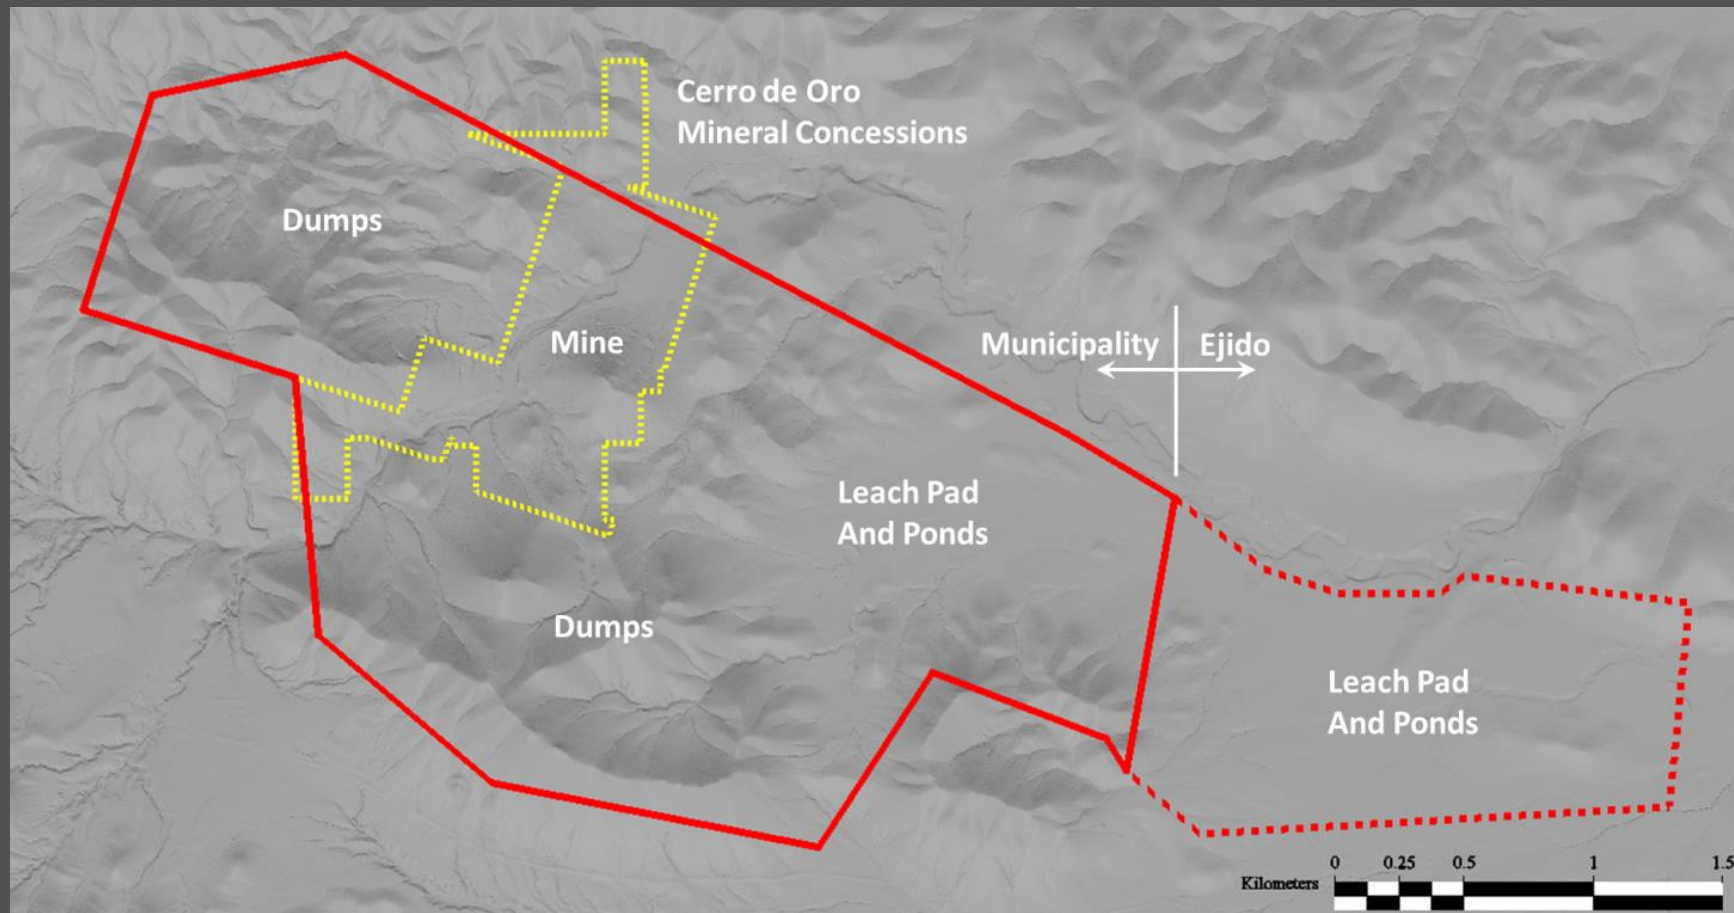 Cerro de Oro
Mineral Concessions
Dumps
Mine
Municipality
Ejido
Leach Pad
And Ponds
Dumps
Leach Pad
And Ponds
0 0.25 0.5 1 1.5
Kilometers